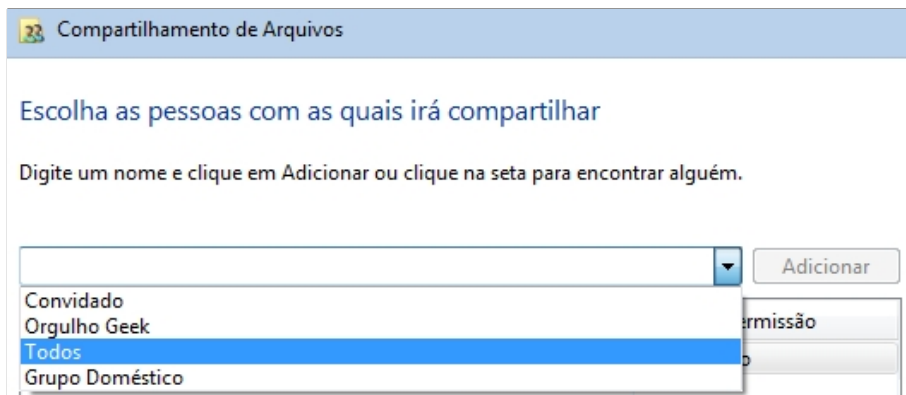 Compartilhamento de Arquivos
Escolha as pessoas com as quais irá compartilhar
Digite um nome e clique em Adicionar ou clique na seta para encontrar alguém.
Adicionar
Convidado
Orgulho Geek
Todos
Grupo Doméstico